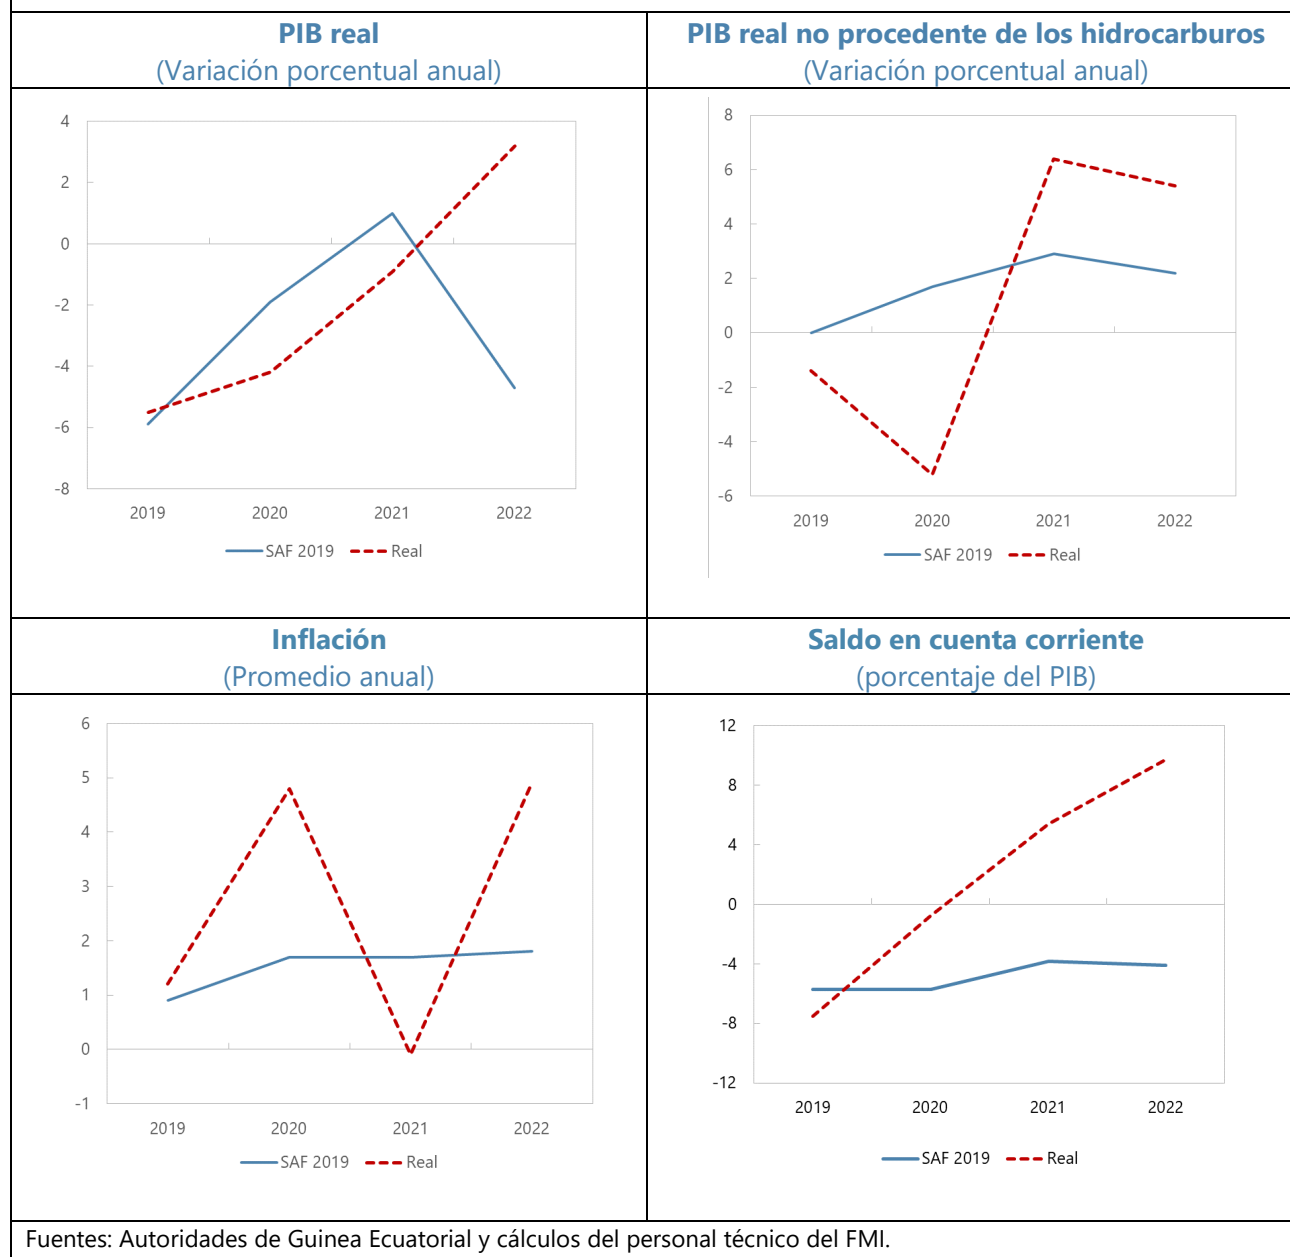 PIB real
(Variación porcentual anual)
4
2
0
-2
-4
-6
-8
2019 2020 2021 2022
SAF 2019 Real
PIB real no procedente de los hidrocarburos
(Variación porcentual anual)
8
6
4
2
0
-2
-4
-6
2019 2020 2021 2022
SAF 2019 Real
Inflación
(Promedio anual)
6
5
4
3
2
1
0
-1
2019 2020 2021 2022
SAF 2019 Real
Saldo en cuenta corriente
(porcentaje del PIB)
12
8
4
0
-4
-8
-12
2019 2020 2021 2022
SAF 2019 Real
Fuentes: Autoridades de Guinea Ecuatorial y cálculos del personal técnico del FMI.